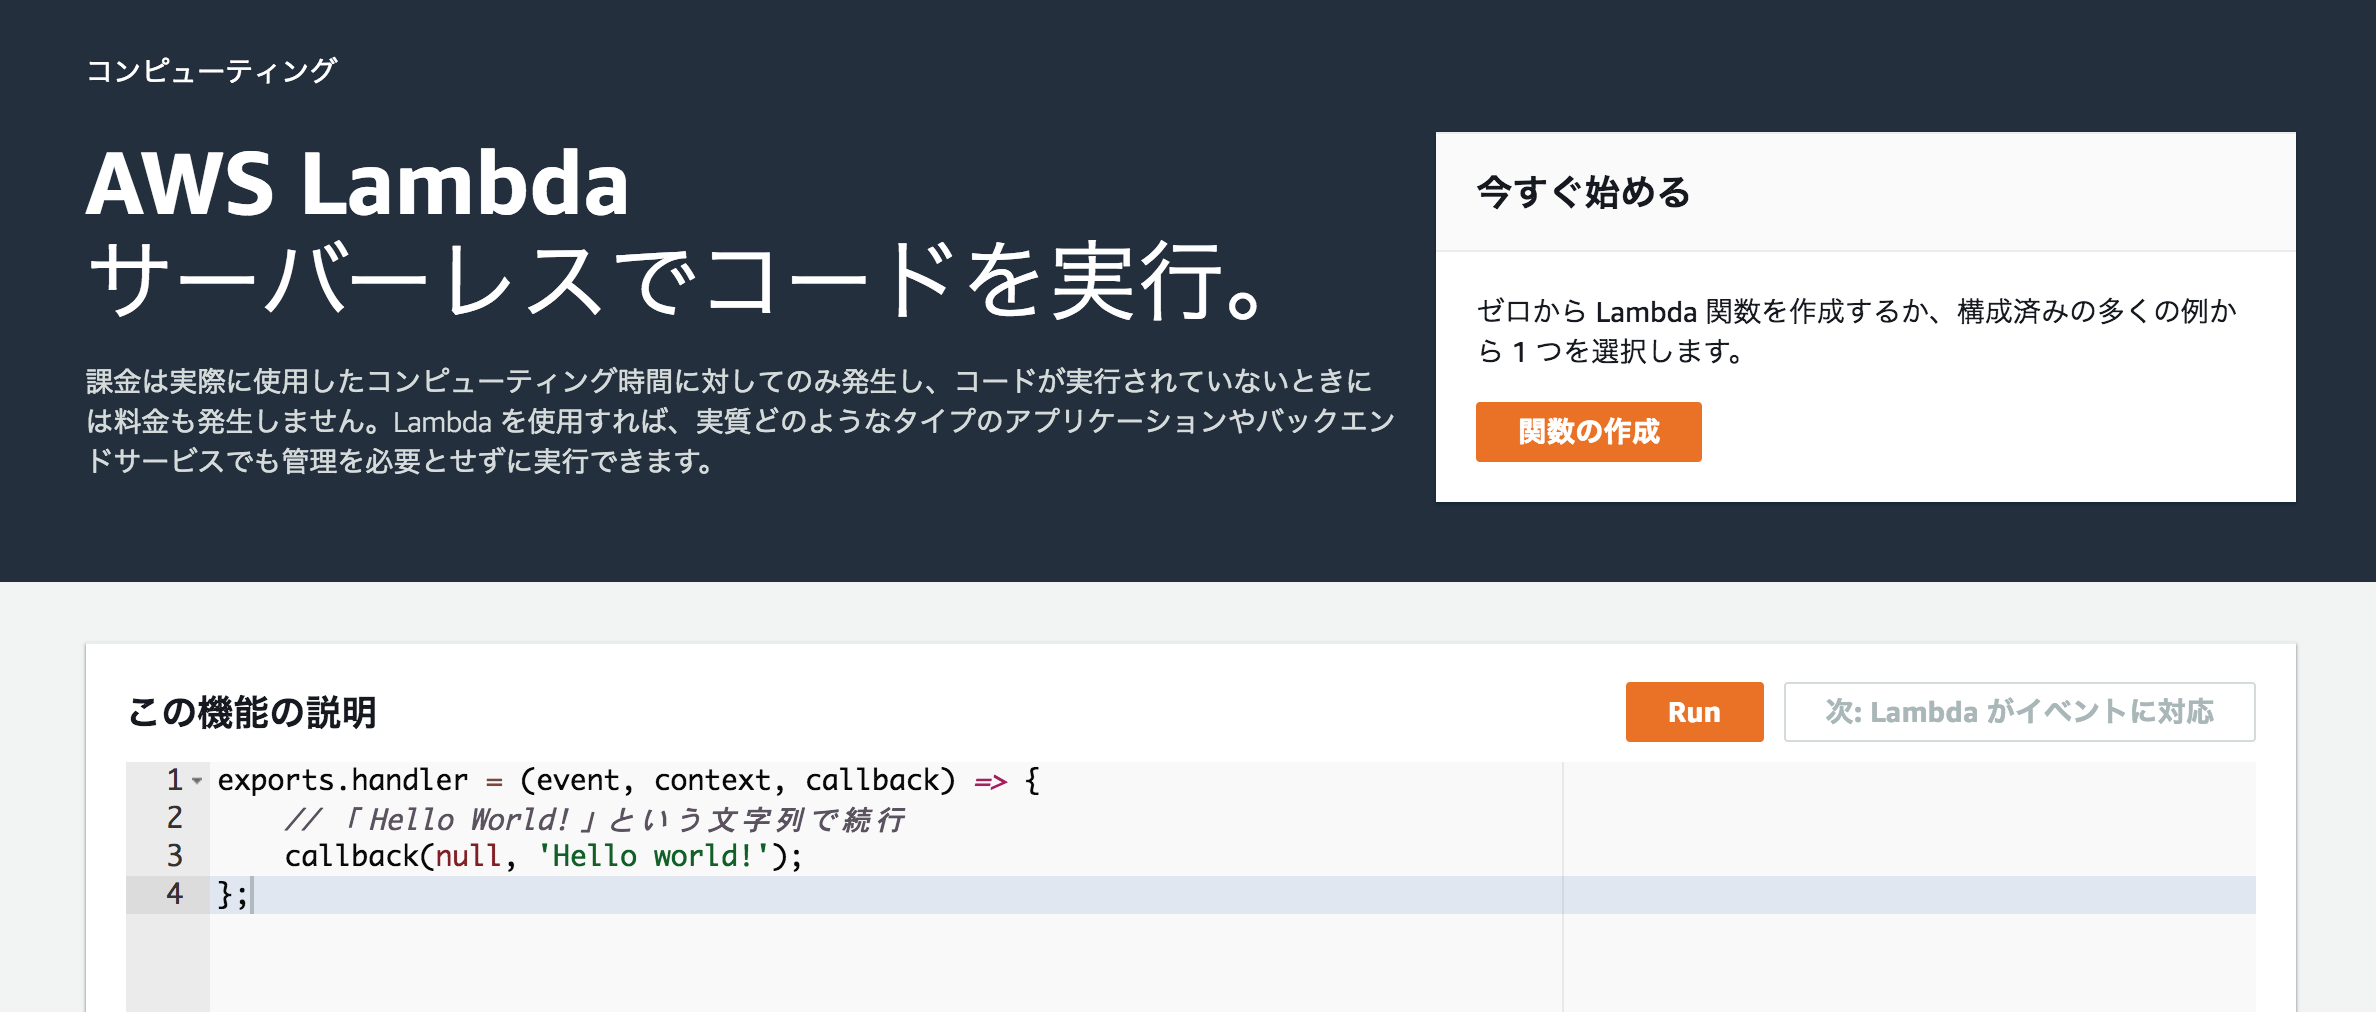 コンピューティング
AWS Lambda
サーバーレスでコードを実行。
課金は実際に使用したコンピューティング時間に対してのみ発生し、コードが実行されていないときに
は料金も発生しません。Lambda を使用すれば、実質どのようなタイプのアプリケーションやバックエン
ドサービスでも管理を必要とせずに実行できます。
今すぐ始める
ゼロから Lambda 関数を作成するか、構成済みの多くの例か
ら 1 つを選択します。
関数の作成
この機能の説明
Run
次: Lambda がイベントに対応
1 exports.handler = (event, context, callback) => {
2     // 「Hello World!」という文字列で続行
3     callback(null, 'Hello world!');
4 };